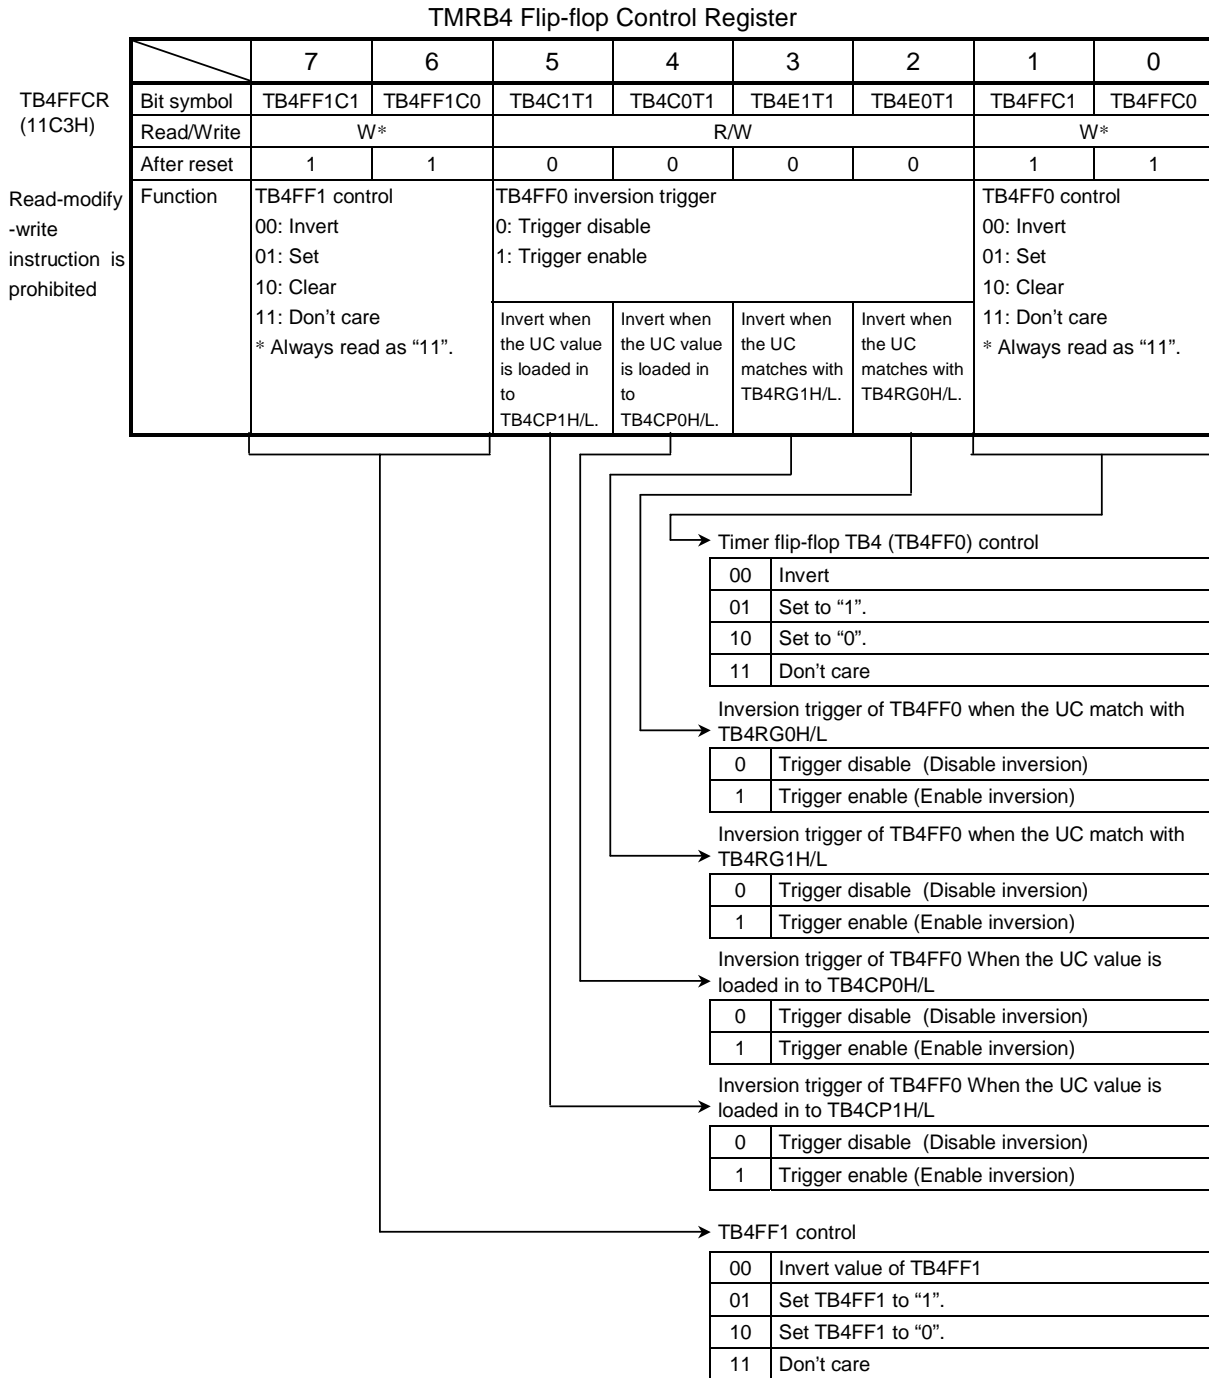 TMRB4 Flip-flop Control Register
7 6 5 4 3 2 1 0
TB4FFCR
(11C3H)
Bit symbol TB4FF1C1 TB4FF1C0 TB4C1T1 TB4C0T1 TB4E1T1 TB4E0T1 TB4FFC1 TB4FFC0
Read/Write W* R/W W*
After reset 1 1 0 0 0 0 1 1
Read-modify
-write
instruction is
prohibited
Function
TB4FF1 control
00: Invert
01: Set
10: Clear
11: Don't care
* Always read as “11”.
TB4FF0 inversion trigger
0: Trigger disable
1: Trigger enable
Invert when
the UC value
is loaded in
to
TB4CP1H/L.
Invert when
the UC value
is loaded in
to
TB4CP0H/L.
Invert when
the UC
matches with
TB4RG1H/L.
Invert when
the UC
matches with
TB4RG0H/L.
TB4FF0 control
00: Invert
01: Set
10: Clear
11: Don't care
* Always read as “11”.
Timer flip-flop TB4 (TB4FF0) control
00 Invert
01 Set to “1”.
10 Set to “0”.
11 Don't care
Inversion trigger of TB4FF0 when the UC match with
TB4RG0H/L
0 Trigger disable (Disable inversion)
1 Trigger enable (Enable inversion)
Inversion trigger of TB4FF0 when the UC match with
TB4RG1H/L
0 Trigger disable (Disable inversion)
1 Trigger enable (Enable inversion)
Inversion trigger of TB4FF0 When the UC value is
loaded in to TB4CP0H/L
0 Trigger disable (Disable inversion)
1 Trigger enable (Enable inversion)
Inversion trigger of TB4FF0 When the UC value is
loaded in to TB4CP1H/L
0 Trigger disable (Disable inversion)
1 Trigger enable (Enable inversion)
TB4FF1 control
00 Invert value of TB4FF1
01 Set TB4FF1 to “1”.
10 Set TB4FF1 to “0”.
11 Don't care